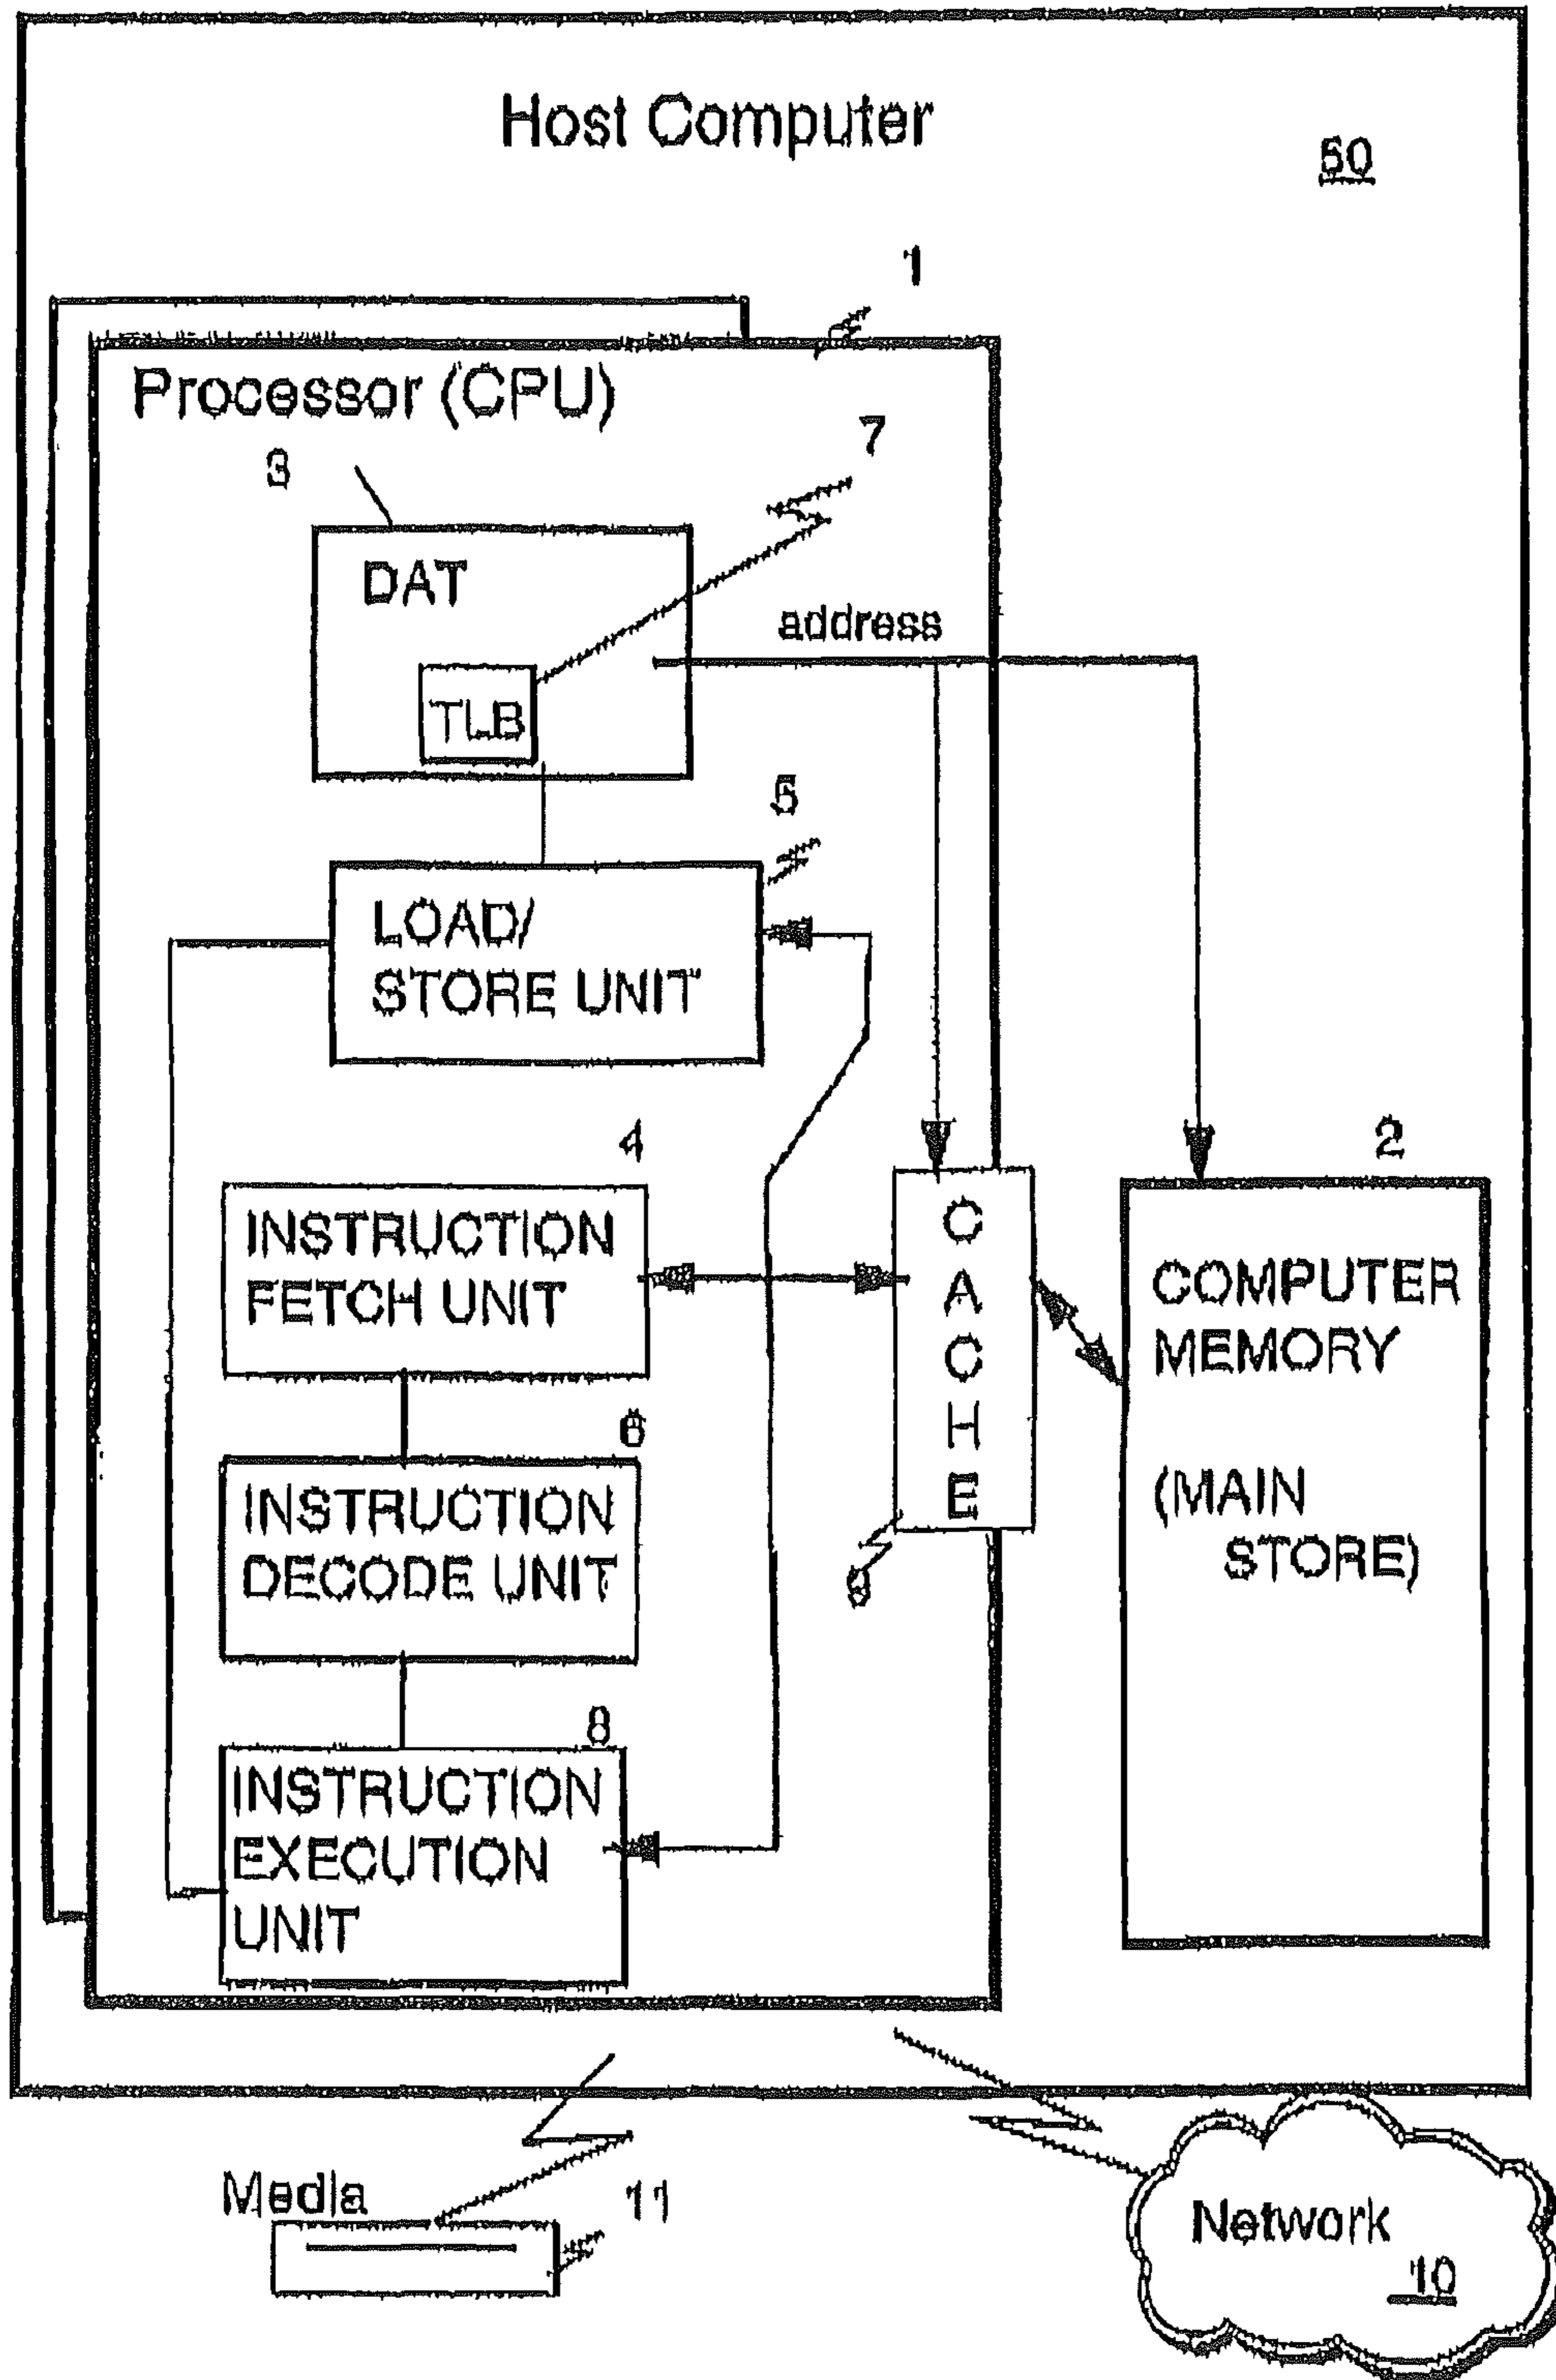 Host Computer
50
1
Processor (CPU)
7
3
DAT
address
TLB
5
LOAD/
STORE UNIT
4
2
INSTRUCTION
FETCH UNIT
C
A
C
H
E
COMPUTER
MEMORY
(MAIN
STORE)
6
INSTRUCTION
DECODE UNIT
9
8
INSTRUCTION
EXECUTION
UNIT
Media
11
Network
10